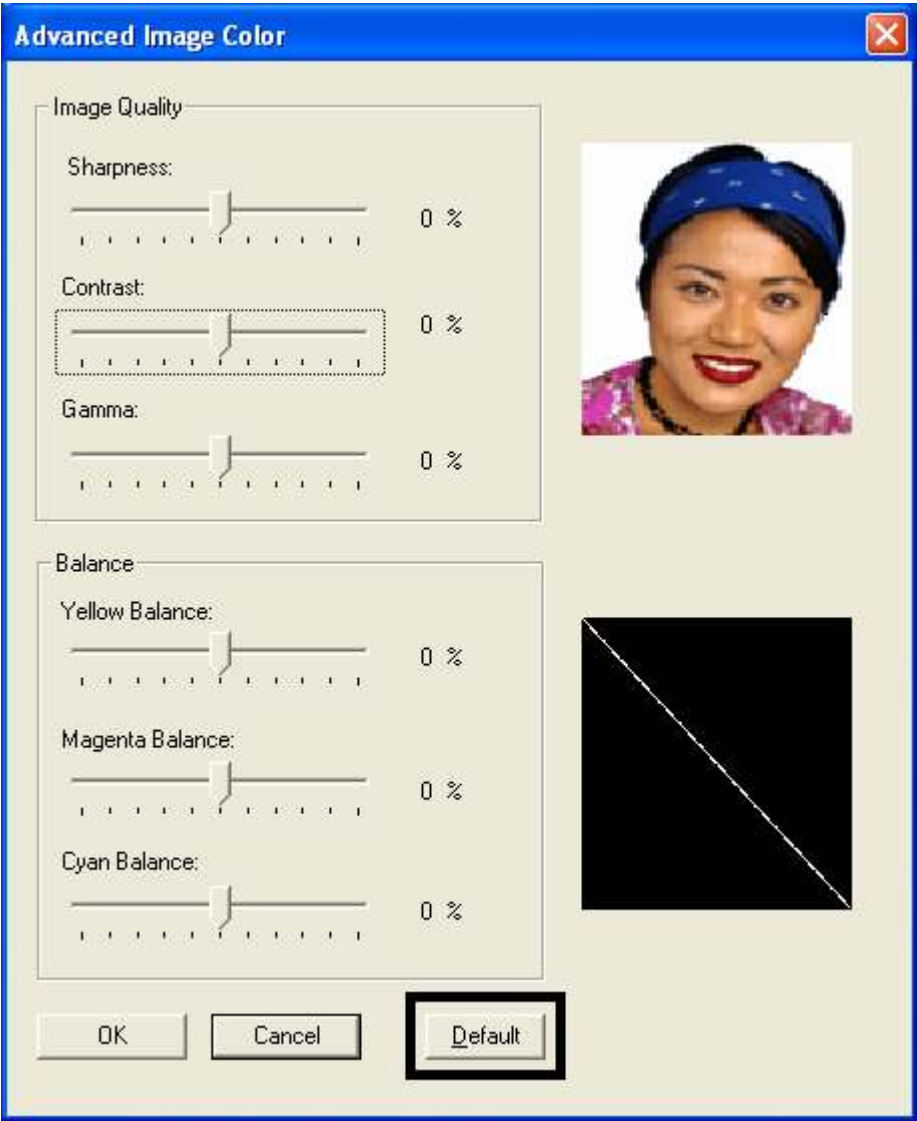 Advanced Image Color
Image Quality
Sharpness:
0 %
Contrast:
0 %
Gamma:
0 %
Balance
Yellow Balance:
0 %
Magenta Balance:
0 %
Cyan Balance:
0 %
OK Cancel Default